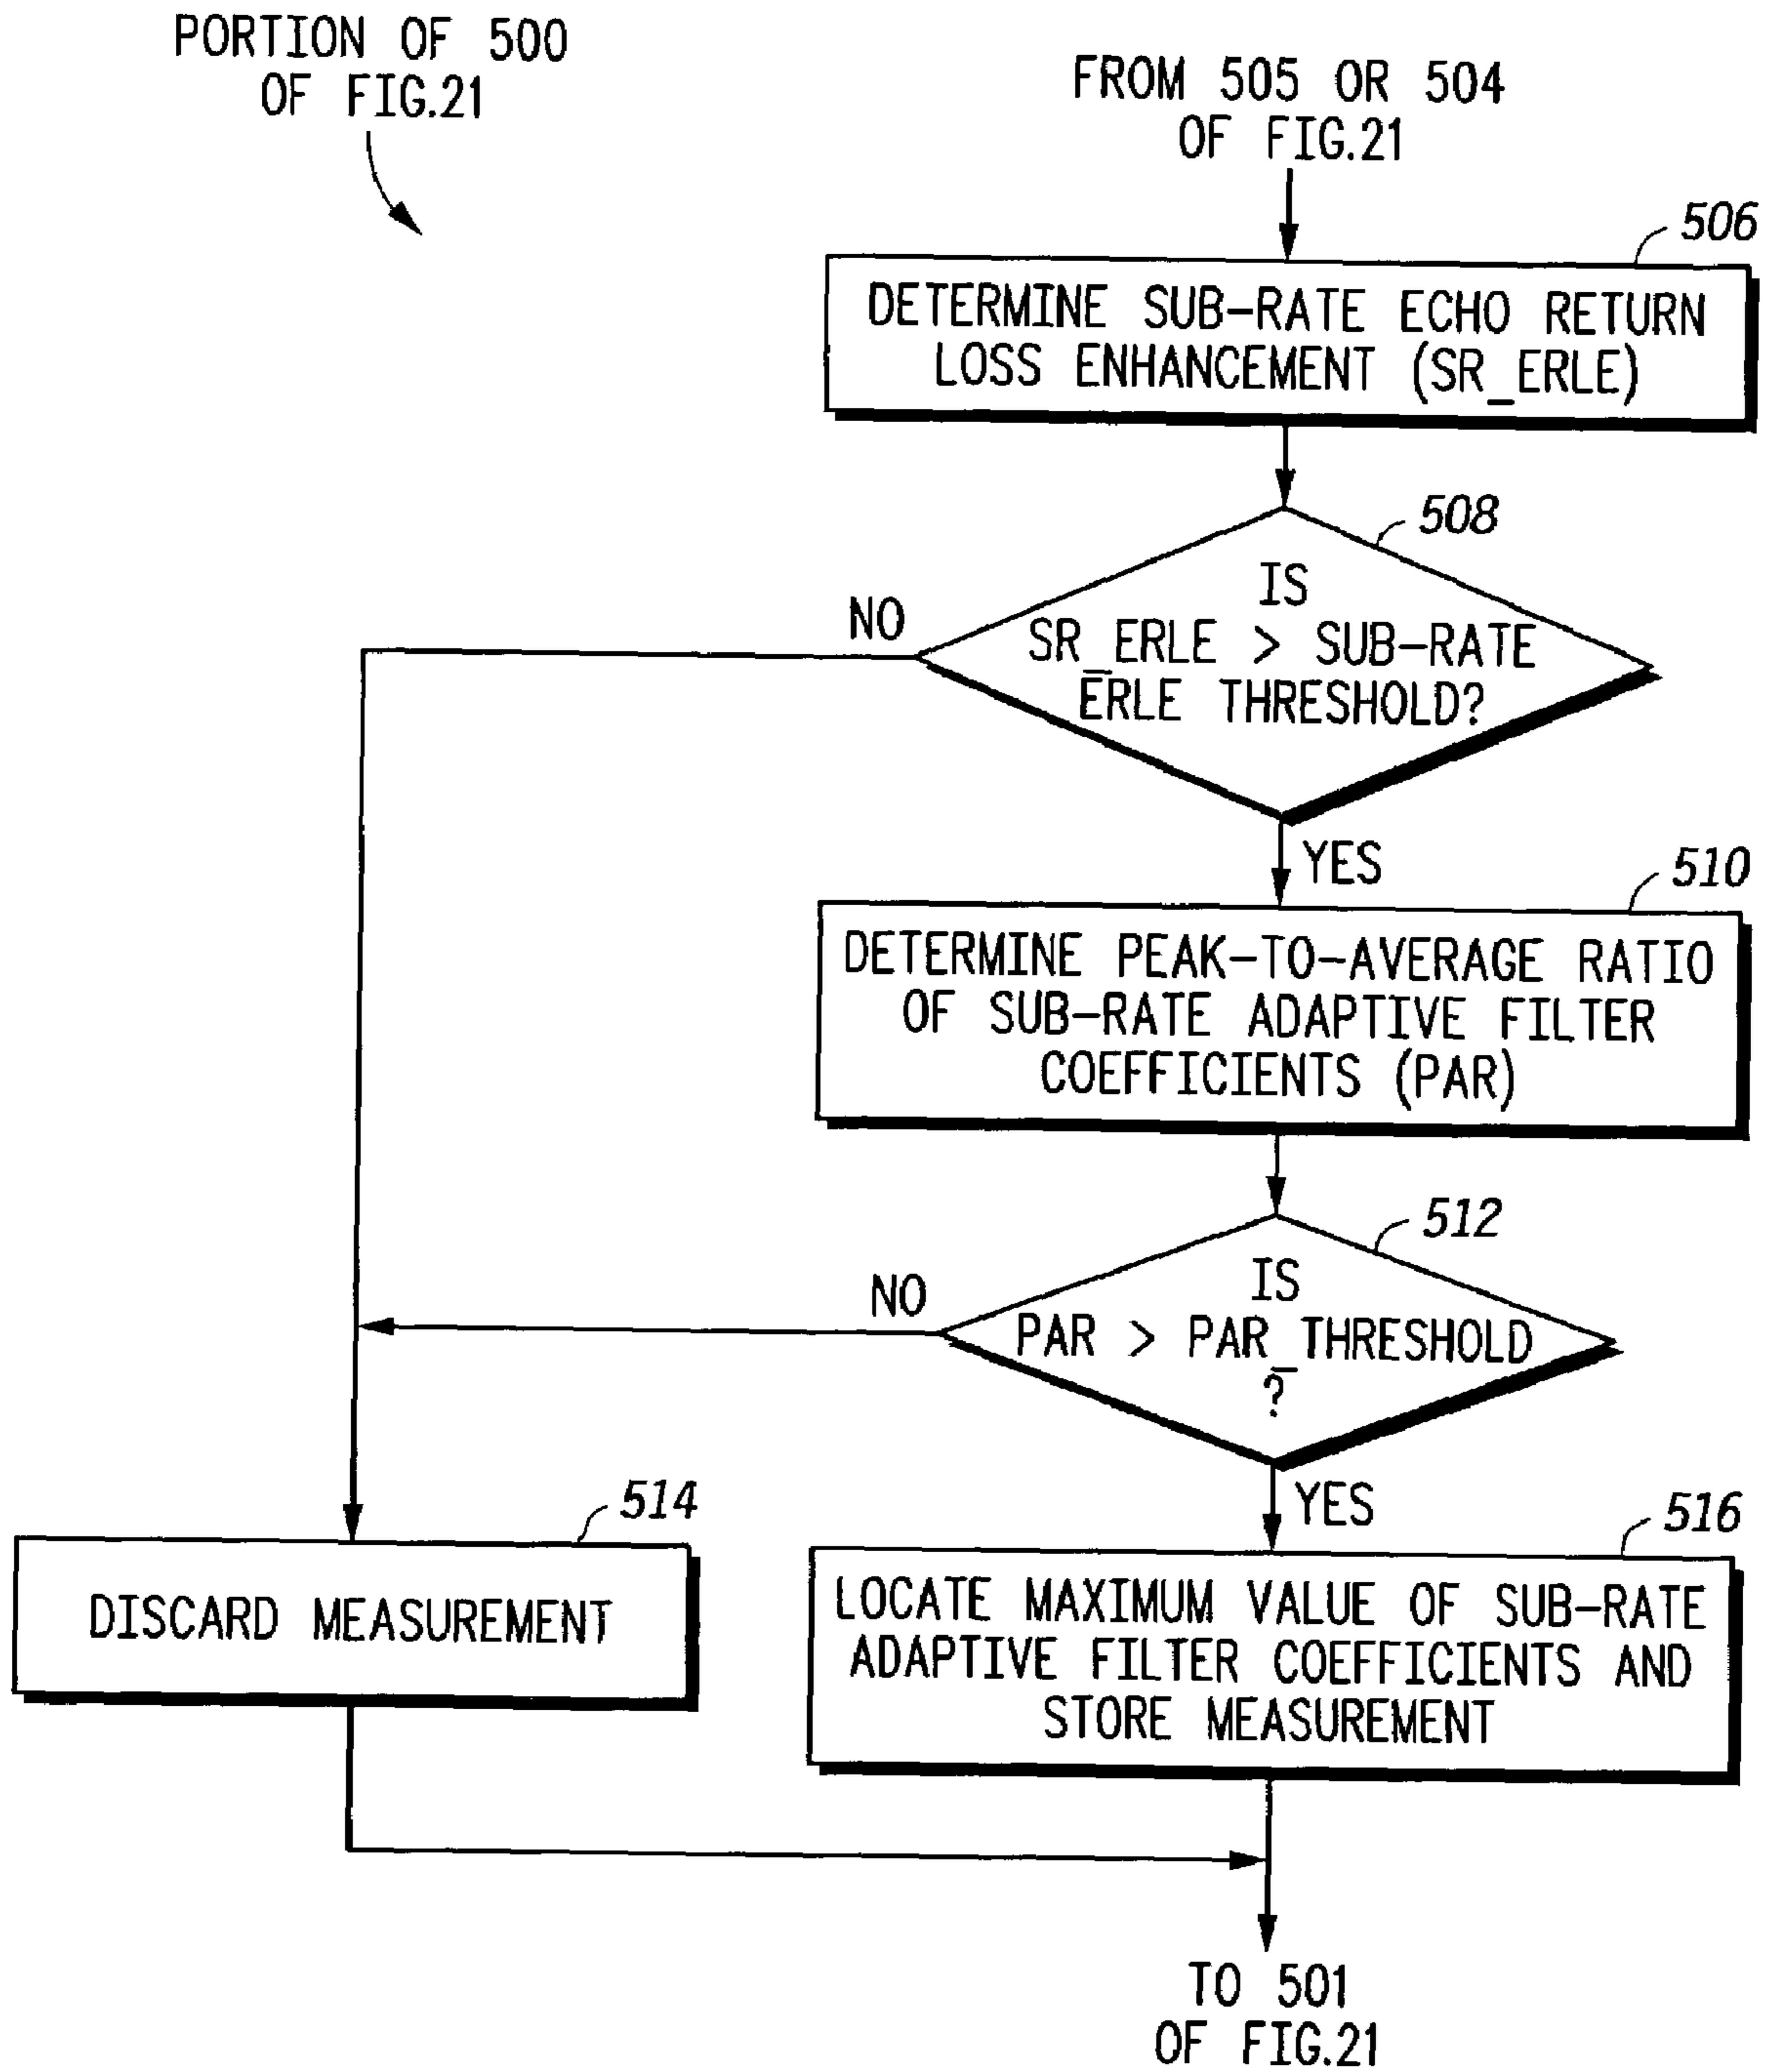 PORTION OF 500
OF FIG.21
FROM 505 OR 504
OF FIG.21
506
DETERMINE SUB-RATE ECHO RETURN
LOSS ENHANCEMENT (SR_ERLE)
508
IS
SR_ERLE > SUB-RATE
ERLE THRESHOLD?
NO
YES
510
DETERMINE PEAK-TO-AVERAGE RATIO
OF SUB-RATE ADAPTIVE FILTER
COEFFICIENTS (PAR)
512
IS
PAR > PAR_THRESHOLD
?
NO
YES
514
DISCARD MEASUREMENT
516
LOCATE MAXIMUM VALUE OF SUB-RATE
ADAPTIVE FILTER COEFFICIENTS AND
STORE MEASUREMENT
TO 501
OF FIG.21